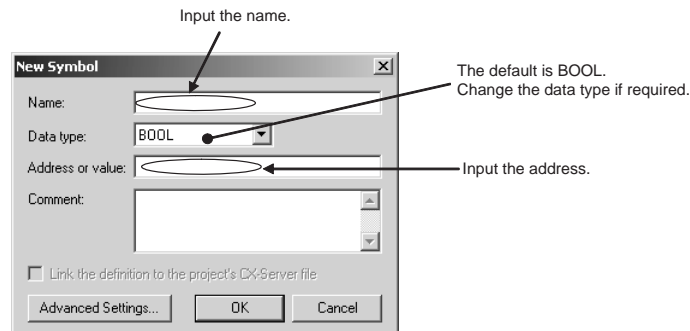 Input the name.
New Symbol
The default is BOOL.
Change the data type if required.
Name:
Data type:
BOOL
Address or value:
Input the address.
Comment:
Link the definition to the project's CX-Server file
Advanced Settings...
OK
Cancel